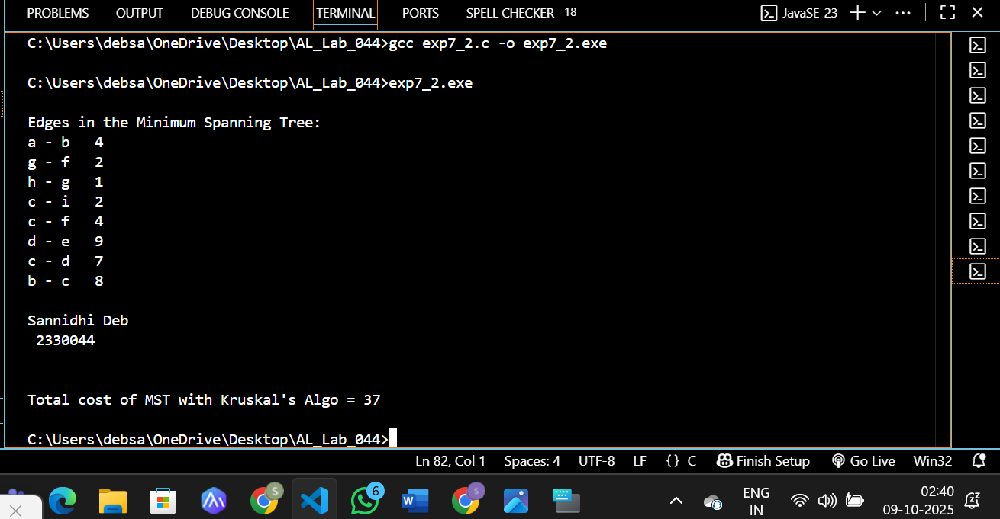 PROBLEMS OUTPUT DEBUG CONSOLE TERMINAL PORTS SPELL CHECKER 18 JavaSE-23
C:\Users\debsa\OneDrive\Desktop\AL_Lab_044>gcc exp7_2.c -o exp7_2.exe
C:\Users\debsa\OneDrive\Desktop\AL_Lab_044>exp7_2.exe
Edges in the Minimum Spanning Tree:
a - b 4
g - f 2
h - g 1
c - i 2
c - f 4
d - e 9
c - d 7
b - c 8
Sannidhi Deb
2330044
Total cost of MST with Kruskal's Algo = 37
C:\Users\debsa\OneDrive\Desktop\AL_Lab_044>
Ln 82, Col 1 Spaces: 4 UTF-8 LF {} C Finish Setup Go Live Win32
S 6 W S ENG 02:40
IN 09-10-2025